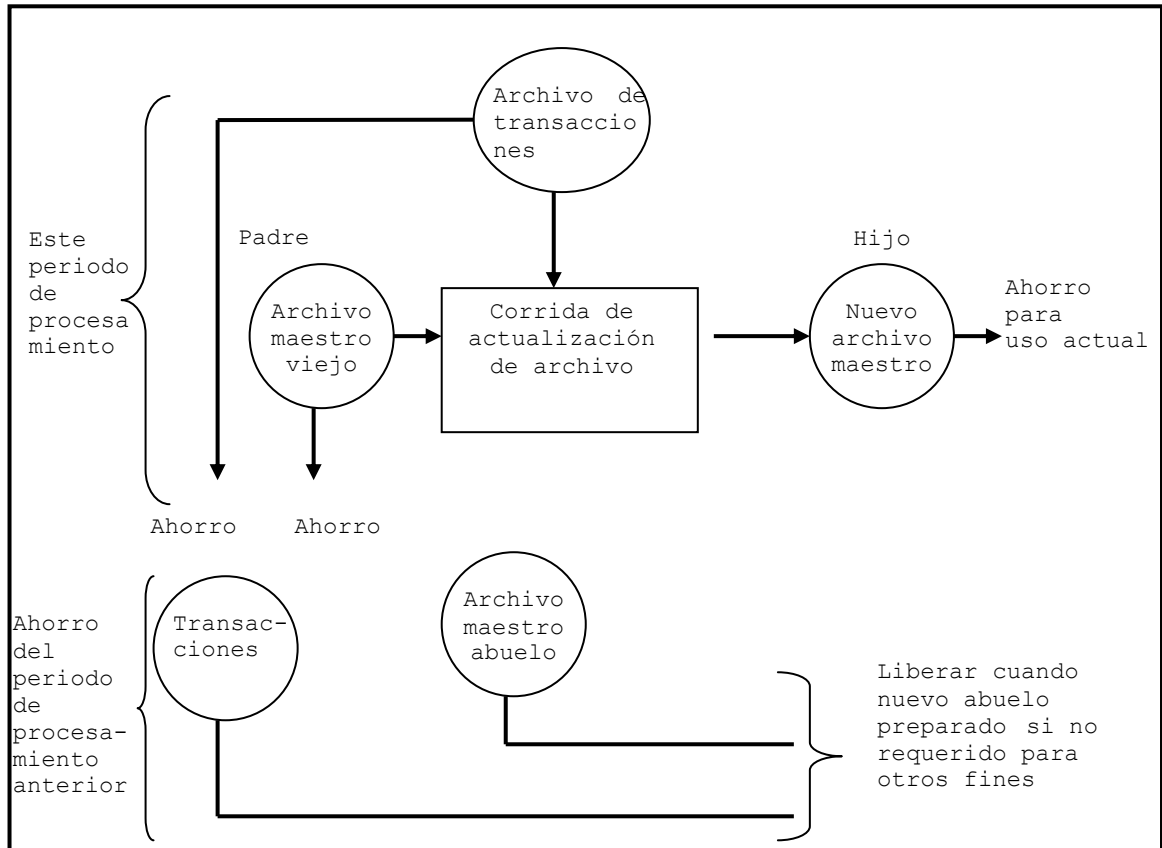 Archivo de
transaccio
nes
Este
periodo
de
procesa
miento
Padre
Hijo
Archivo
maestro
viejo
Corrida de
actualización
de archivo
Nuevo
archivo
maestro
Ahorro
para
uso actual
Ahorro
Ahorro
Ahorro
del
periodo
de
procesa-
miento
anterior
Transac-
ciones
Archivo
maestro
abuelo
Liberar cuando
nuevo abuelo
preparado si no
requerido para
otros fines